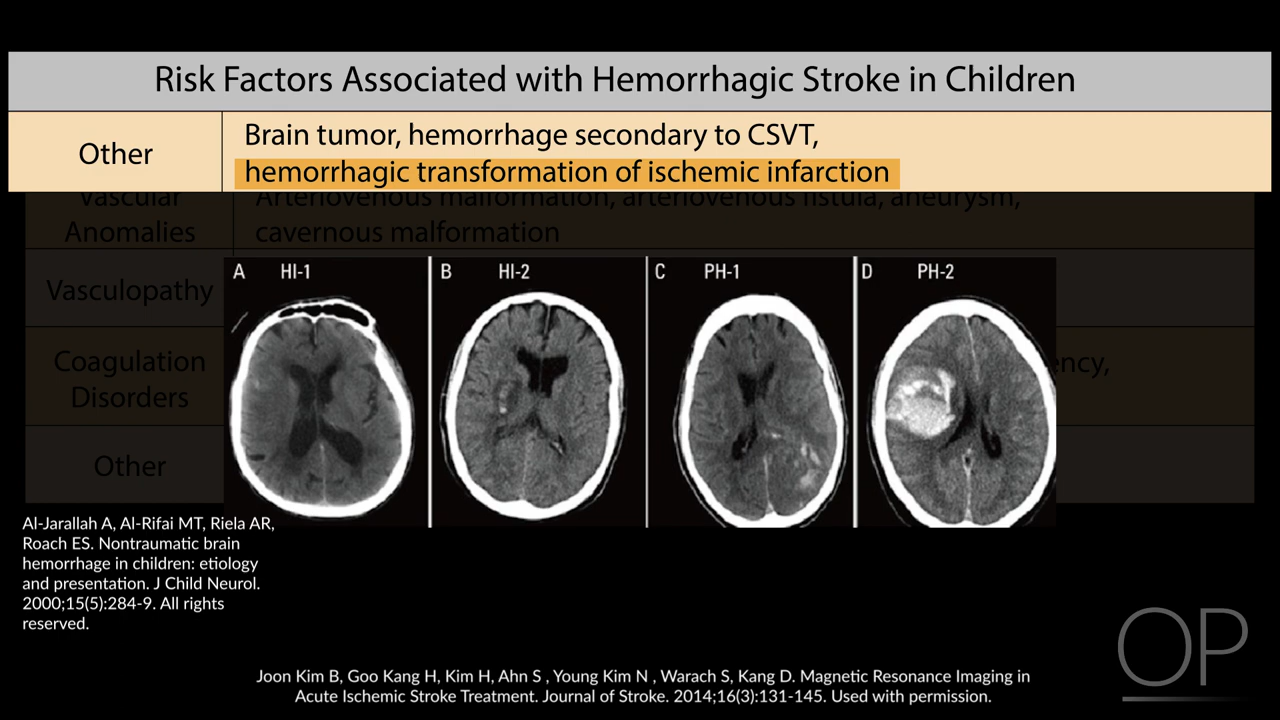 Risk Factors Associated with Hemorrhagic Stroke in Children
Other
Brain tumor, hemorrhage secondary to CSVT,
hemorrhagic transformation of ischemic infarction
Vascular
Anomalies
Arteriovenous malformation, arteriovenous fistula, aneurysm,
cavernous malformation
Vasculopathy
Coagulation
Disorders
Other
A HI-1
B HI-2
C PH-1
D PH-2
Al-Jarallah A, Al-Rifai MT, Riela AR,
Roach ES. Nontraumatic brain
hemorrhage in children: etiology
and presentation. J Child Neurol.
2000;15(5):284-9. All rights
reserved.
Joon Kim B, Goo Kang H, Kim H, Ahn S , Young Kim N , Warach S, Kang D. Magnetic Resonance Imaging in
Acute Ischemic Stroke Treatment. Journal of Stroke. 2014;16(3):131-145. Used with permission.
OP